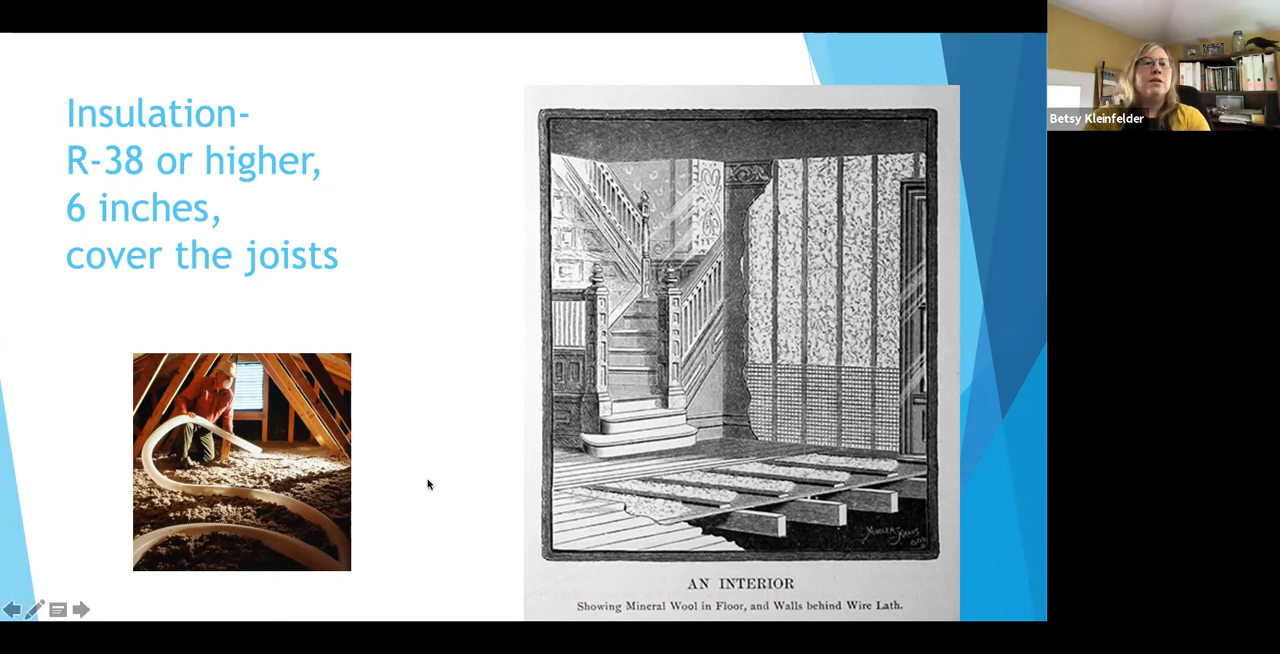 Insulation-
R-38 or higher,
6 inches,
cover the joists
Betsy Kleinfelder
AN INTERIOR
Showing Mineral Wool in Floor, and Walls behind Wire Lath.